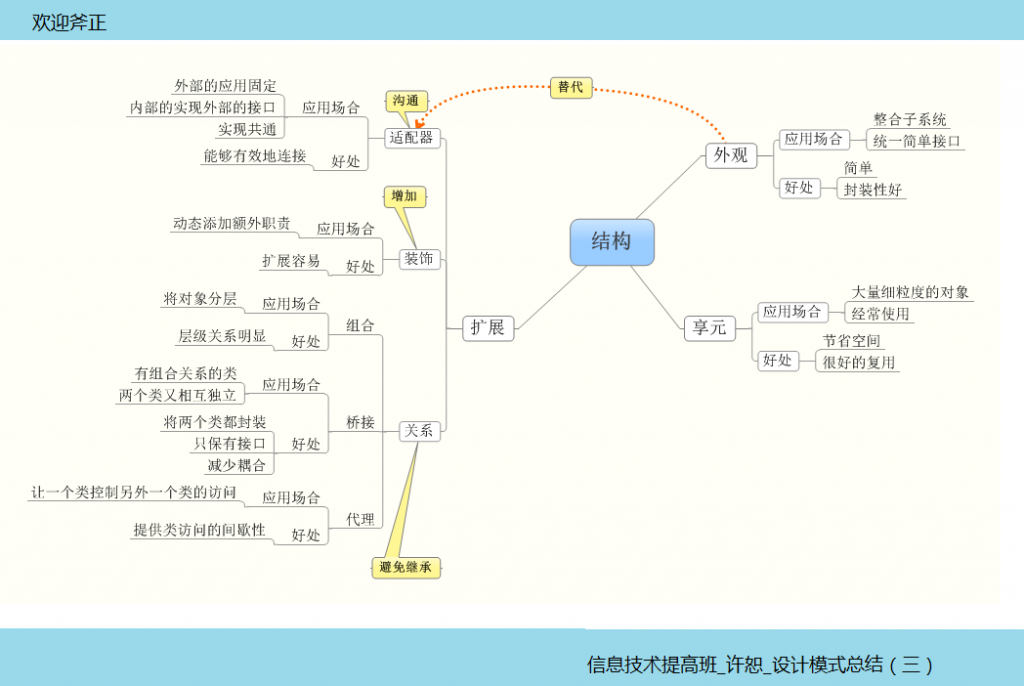 欢迎斧正
替代
沟通
外部的应用固定
内部的实现外部的接口
实现共通
应用场合
适配器
能够有效地连接
好处
增加
动态添加额外职责
应用场合
装饰
扩展容易
好处
将对象分层
应用场合
组合
层级关系明显
好处
有组合关系的类
两个类又相互独立
应用场合
桥接
将两个类都封装
只保有接口
减少耦合
好处
关系
让一个类控制另外一个类的访问
应用场合
代理
提供类访问的间歇性
好处
避免继承
扩展
结构
外观
应用场合
整合子系统
统一简单接口
好处
简单
封装性好
享元
应用场合
大量细粒度的对象
经常使用
好处
节省空间
很好的复用
信息技术提高班_许恕_设计模式总结（三）